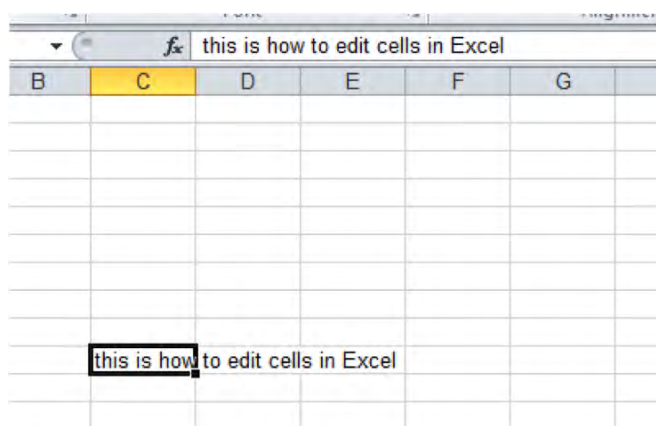 fx this is how to edit cells in Excel
B C D E F G
this is how to edit cells in Excel